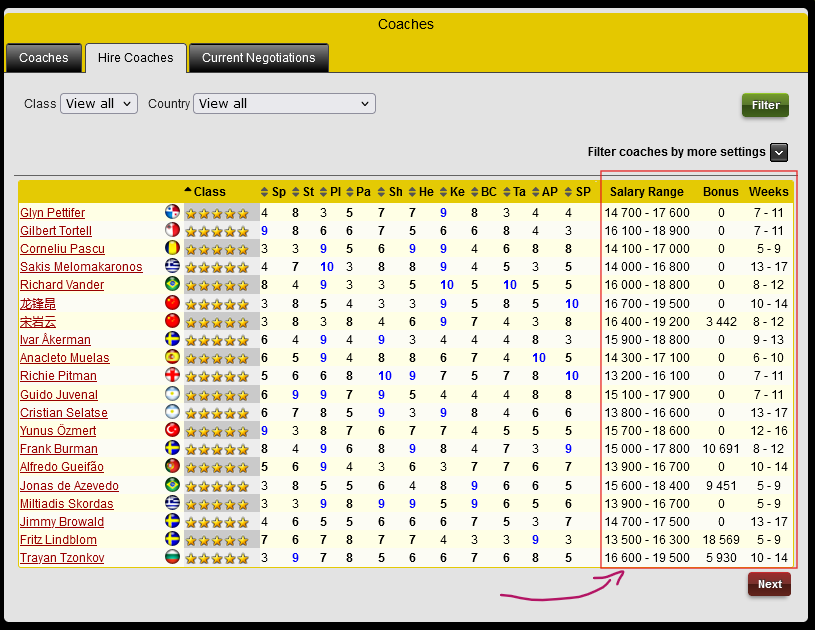 Coaches
Coaches Hire Coaches Current Negotiations
Class View all Country View all Filter
Filter coaches by more settings
Class Sp St Pl Pa Sh He Ke BC Ta AP SP Salary Range Bonus Weeks
Glyn Pettifer 4 8 3 5 7 7 9 8 3 4 4 14 700 - 17 600 0 7 - 11
Gilbert Tortell 9 8 6 6 7 5 6 6 8 4 3 16 100 - 18 900 0 7 - 11
Corneliu Pascu 3 3 9 5 6 9 9 4 6 8 8 14 100 - 17 000 0 5 - 9
Sakis Melomakaronos 4 7 10 3 8 8 9 4 5 3 5 14 000 - 16 800 0 13 - 17
Richard Vander 8 4 9 3 3 5 10 5 10 5 5 16 000 - 18 800 0 8 - 12
龙锋昂 3 8 5 4 3 3 9 5 8 5 10 16 700 - 19 500 0 10 - 14
宋岩云 3 8 3 8 4 6 9 7 4 3 8 16 400 - 19 200 3 442 8 - 12
Ivar Åkerman 6 4 9 4 9 3 4 4 4 8 3 15 900 - 18 800 0 9 - 13
Anacleto Muelas 6 5 9 4 8 8 6 7 4 10 5 14 300 - 17 100 0 6 - 10
Richie Pitman 5 6 6 8 10 9 7 5 7 8 10 13 200 - 16 100 0 7 - 11
Guido Juvenal 6 9 9 7 9 5 4 4 4 8 8 15 100 - 17 900 0 7 - 11
Cristian Selatse 6 7 8 5 9 3 9 8 4 6 6 13 800 - 16 600 0 13 - 17
Yunus Özmert 9 3 8 7 6 7 7 4 5 5 5 15 700 - 18 600 0 12 - 16
Frank Burman 8 4 9 6 8 9 8 4 7 3 9 15 000 - 17 800 10 691 8 - 12
Alfredo Gueifão 5 6 9 4 3 6 3 7 7 6 7 13 900 - 16 700 0 10 - 14
Jonas de Azevedo 3 8 5 5 6 4 8 9 6 6 5 15 600 - 18 400 9 451 5 - 9
Miltiadis Skordas 3 3 9 8 9 9 5 9 6 5 6 13 900 - 16 700 0 5 - 9
Jimmy Browald 4 6 5 5 6 6 6 7 5 3 7 14 700 - 17 500 0 13 - 17
Fritz Lindblom 7 6 7 8 7 7 4 3 3 9 3 13 500 - 16 300 18 569 5 - 9
Trayan Tzonkov 3 9 7 8 5 6 6 7 6 8 5 16 600 - 19 500 5 930 10 - 14
Next